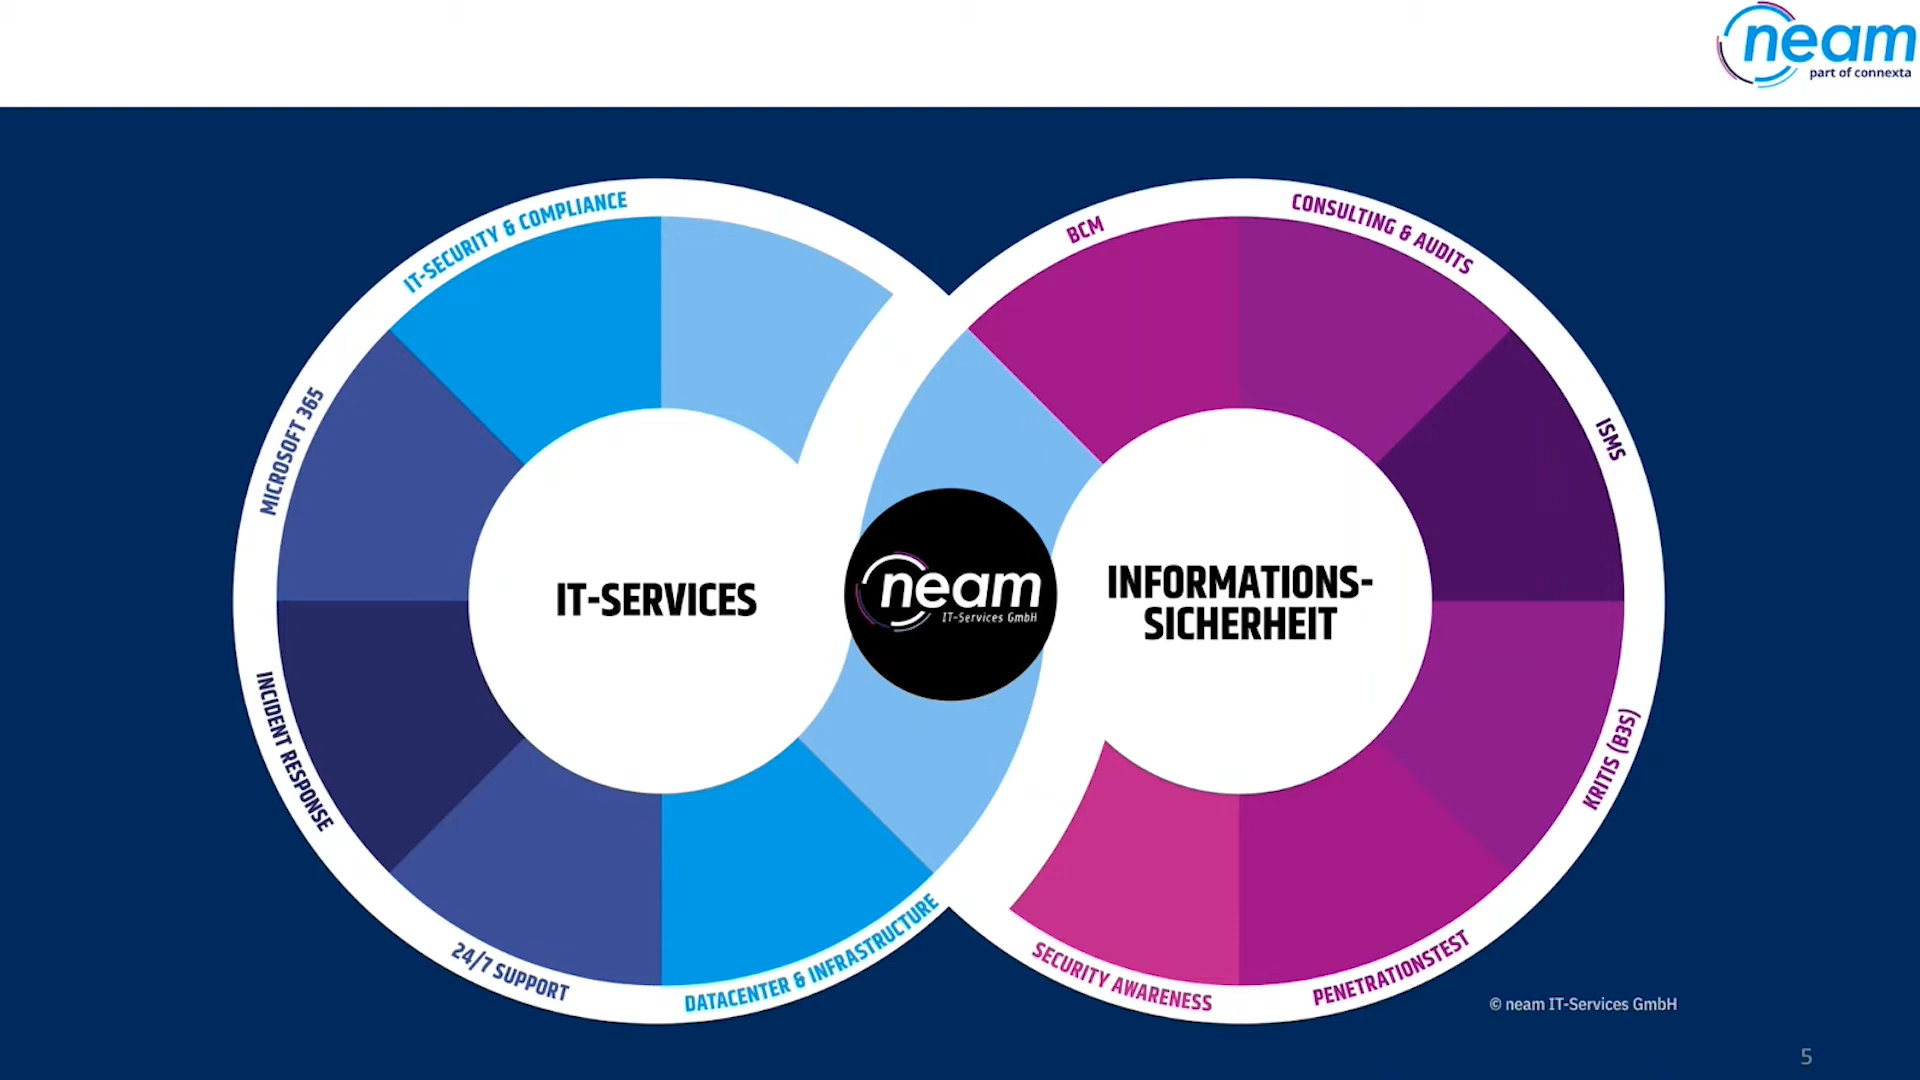 neam
part of connexta
IT-SECURITY & COMPLIANCE
MICROSOFT 365
INCIDENT RESPONSE
24/7 SUPPORT
DATACENTER & INFRASTRUCTURE
IT-SERVICES
neam
IT-Services GmbH
BCM
CONSULTING & AUDITS
ISMS
KRITIS (B3S)
PENETRATIONSTEST
SECURITY AWARENESS
INFORMATIONS-
SICHERHEIT
© neam IT-Services GmbH
5